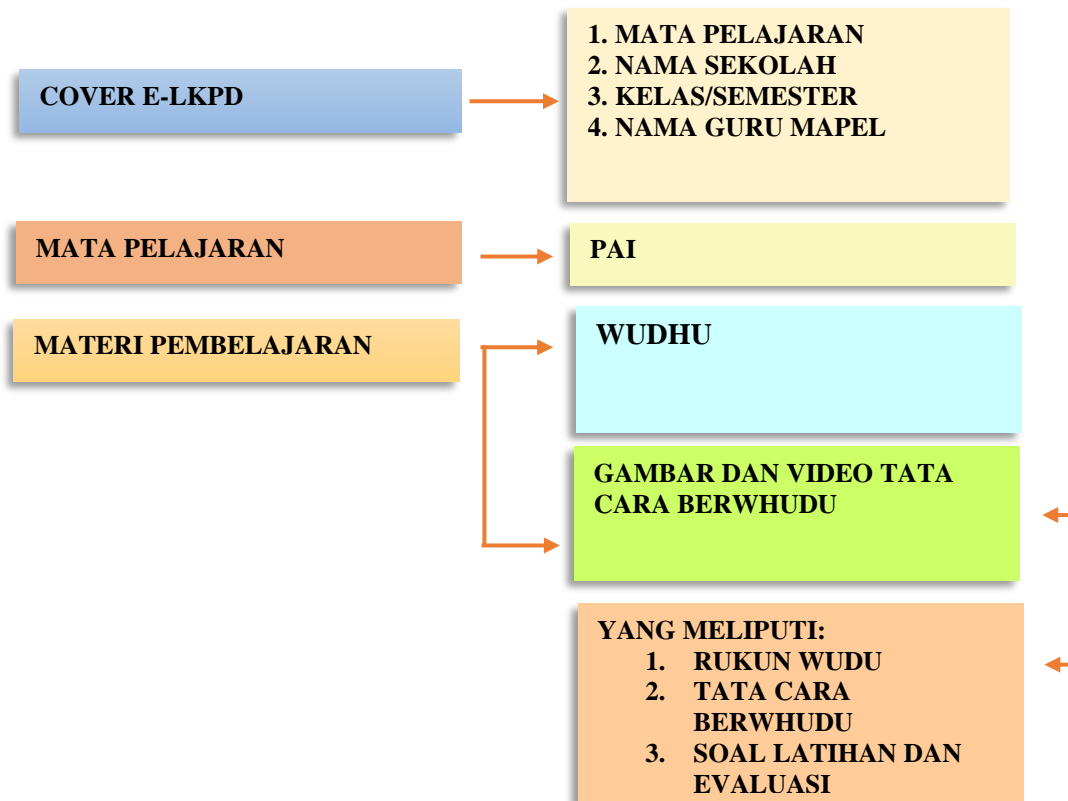 COVER E-LKPD
1. MATA PELAJARAN
2. NAMA SEKOLAH
3. KELAS/SEMESTER
4. NAMA GURU MAPEL
MATA PELAJARAN
PAI
MATERI PEMBELAJARAN
WUDHU
GAMBAR DAN VIDEO TATA
CARA BERWHUDU
YANG MELIPUTI:
1. RUKUN WUDU
2. TATA CARA
BERWHUDU
3. SOAL LATIHAN DAN
EVALUASI